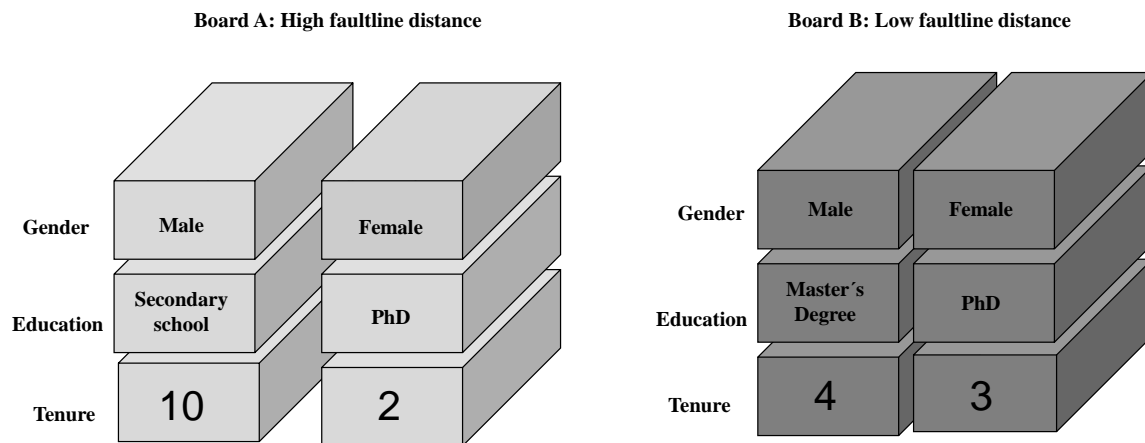 Board A: High faultline distance
Board B: Low faultline distance
Gender
Male
Female
Education
Secondary
school
PhD
Tenure
10
2
Gender
Male
Female
Education
Master´s
Degree
PhD
Tenure
4
3